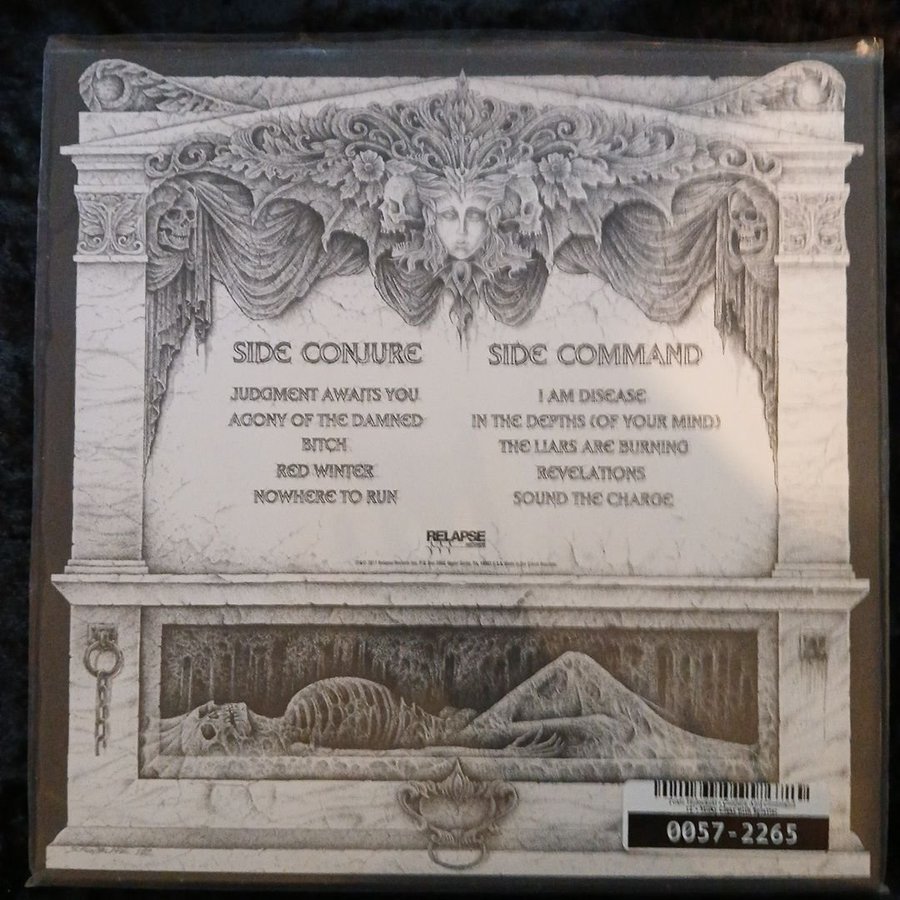 SIDE CONJURE
JUDGMENT AWAITS YOU
AGONY OF THE DAMNED
BITCH
RED WINTER
NOWHERE TO RUN
SIDE COMMAND
I AM DISEASE
IN THE DEPTHS (OF YOUR MIND)
THE LIARS ARE BURNING
REVELATIONS
SOUND THE CHARGE
RELAPSE
0057-2265